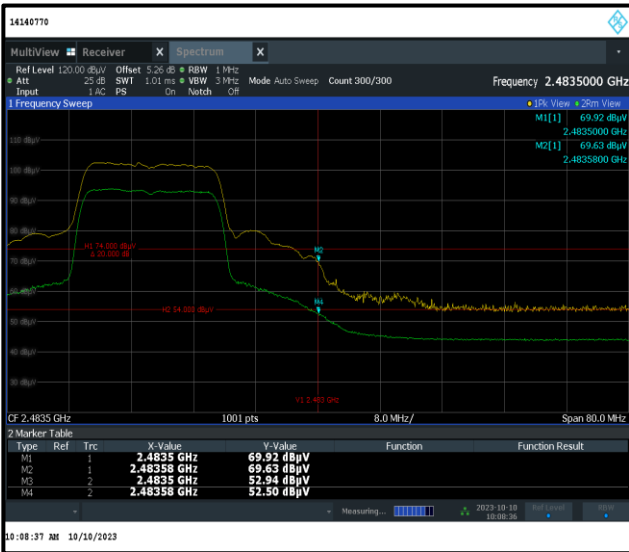 14140770
MultiView Receiver X Spectrum X
Ref Level 120.00 dBµV Offset 5.26 dB RBW 1 MHz
Att 25 dB SWT 1.01 ms VBW 3 MHz Mode Auto Sweep Count 300/300 Frequency 2.4835000 GHz
Input 1 AC PS On Notch Off
1 Frequency Sweep 1Pk View 2Rm View
M1[1] 69.92 dBµV
2.4835000 GHz
M2[1] 69.63 dBµV
2.4835800 GHz
110 dBµV
100 dBµV
90 dBµV
80 dBµV
H1 74.000 dBµV
Δ 20.000 dB
M2
70 dBµV
60 dBµV
H2 54.000 dBµV
M4
50 dBµV
40 dBµV
30 dBµV
V1 2.483 GHz
CF 2.4835 GHz 1001 pts 8.0 MHz/ Span 80.0 MHz
2 Marker Table
Type Ref Trc X-Value Y-Value Function Function Result
M1 1 2.4835 GHz 69.92 dBµV
M2 1 2.48358 GHz 69.63 dBµV
M3 2 2.4835 GHz 52.94 dBµV
M4 2 2.48358 GHz 52.50 dBµV
Measuring... 2023-10-10 Ref Level RBW
10:08:36
10:08:37 AM 10/10/2023